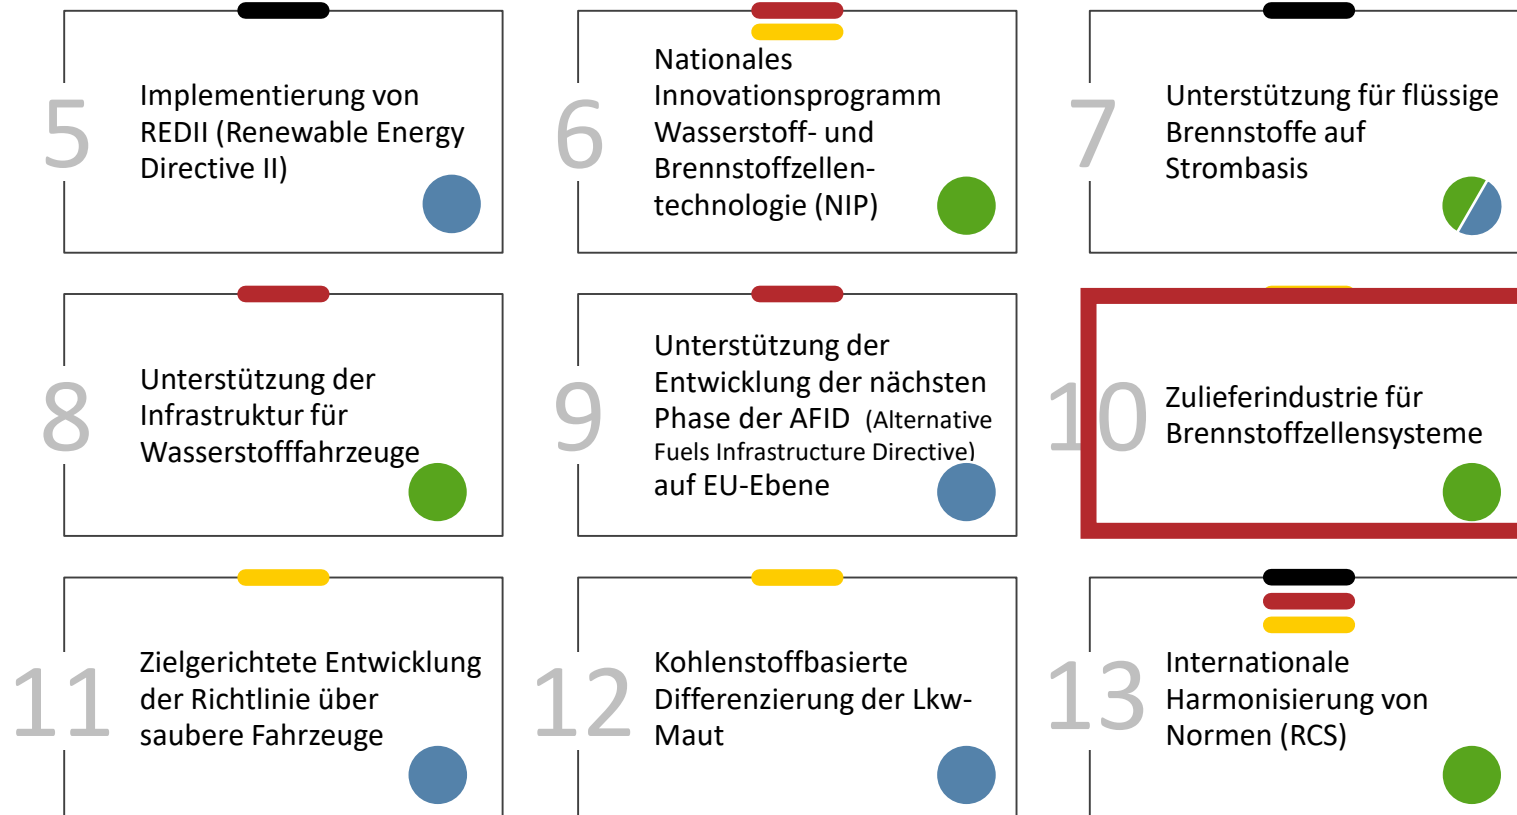 5
Implementierung von
REDII (Renewable Energy
Directive II)
6
Nationales
Innovationsprogramm
Wasserstoff- und
Brennstoffzellen-
technologie (NIP)
7
Unterstützung für flüssige
Brennstoffe auf
Strombasis
8
Unterstützung der
Infrastruktur für
Wasserstofffahrzeuge
9
Unterstützung der
Entwicklung der nächsten
Phase der AFID (Alternative
Fuels Infrastructure Directive)
auf EU-Ebene
10
Zulieferindustrie für
Brennstoffzellensysteme
11
Zielgerichtete Entwicklung
der Richtlinie über
saubere Fahrzeuge
12
Kohlenstoffbasierte
Differenzierung der Lkw-
Maut
13
Internationale
Harmonisierung von
Normen (RCS)